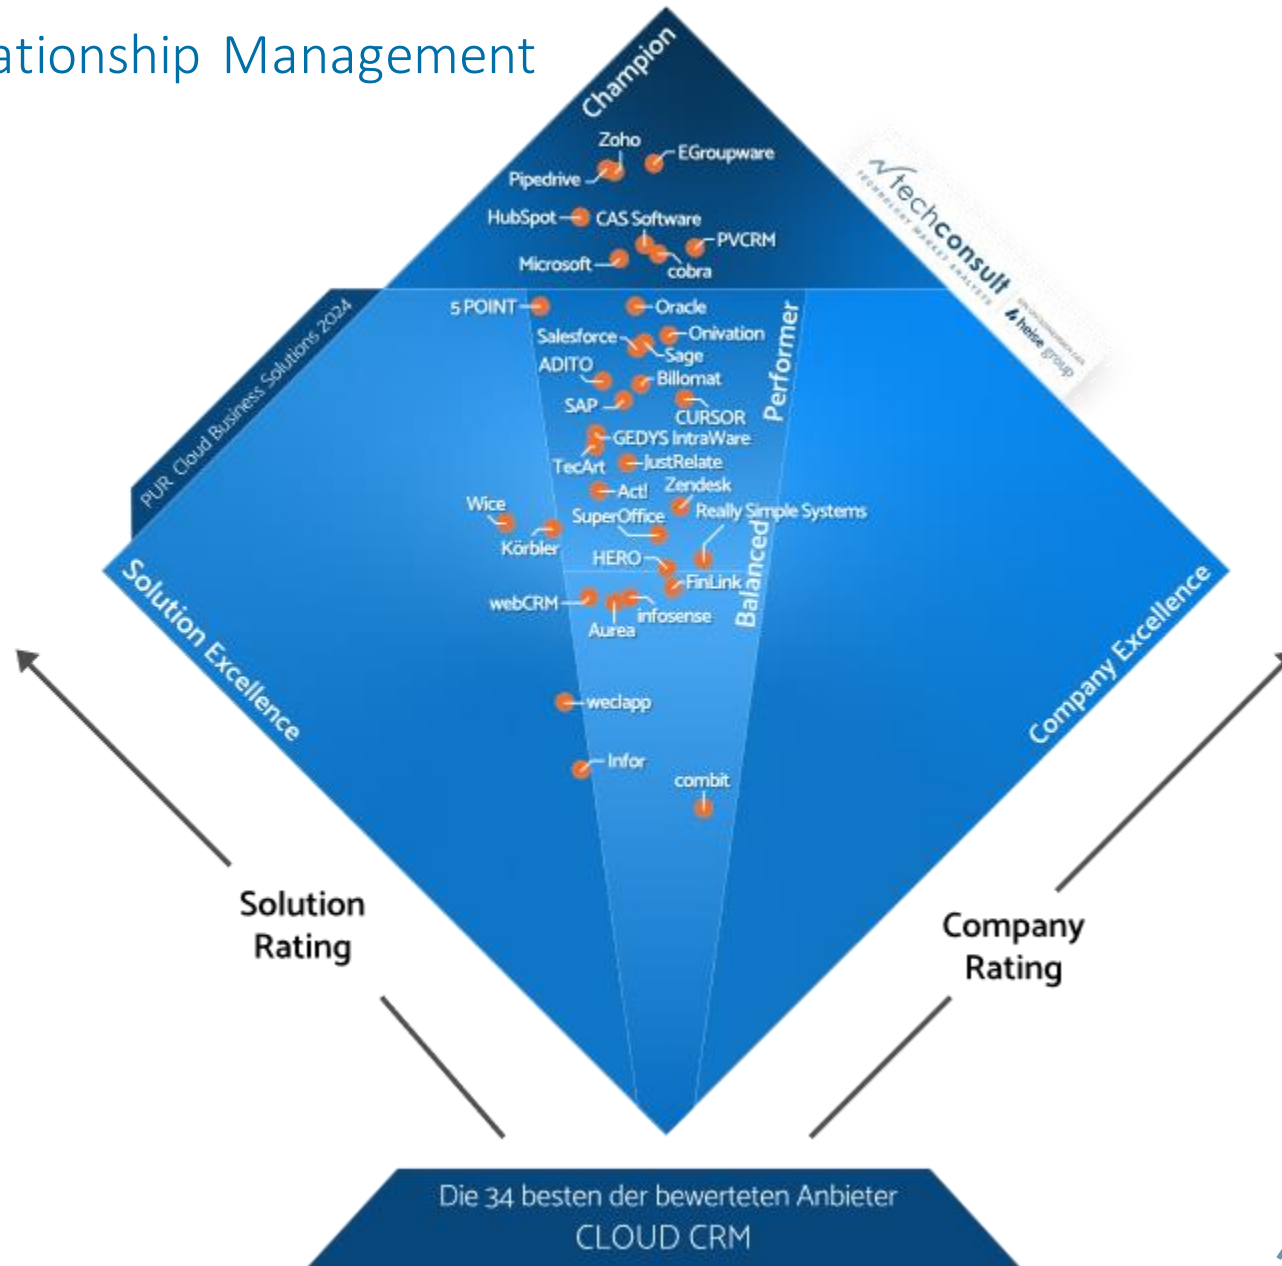 ationship Management
Champion
Zoho
EGroupware
Pipedrive
HubSpot
CAS Software
PVCRM
Microsoft
cobra
techconsult
TECHNOLOGY MARKET ANALYSTS
heise group
PUR Cloud Business Solutions 2024
5 POINT
Oracle
Performer
Salesforce
Onivation
Sage
ADITO
Billomat
SAP
CURSOR
GEDYS IntraWare
TecArt
JustRelate
Act!
Zendesk
Wice
SuperOffice
Really Simple Systems
Körbler
HERO
Balanced
FinLink
webCRM
infosense
Aurea
Solution Excellence
Company Excellence
weclapp
Infor
combit
Solution
Rating
Company
Rating
Die 34 besten der bewerteten Anbieter
CLOUD CRM